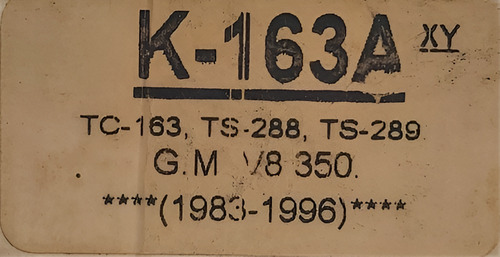 K-163A XY
TC-163, TS-288, TS-289
G.M V8 350.
****(1983-1996)****